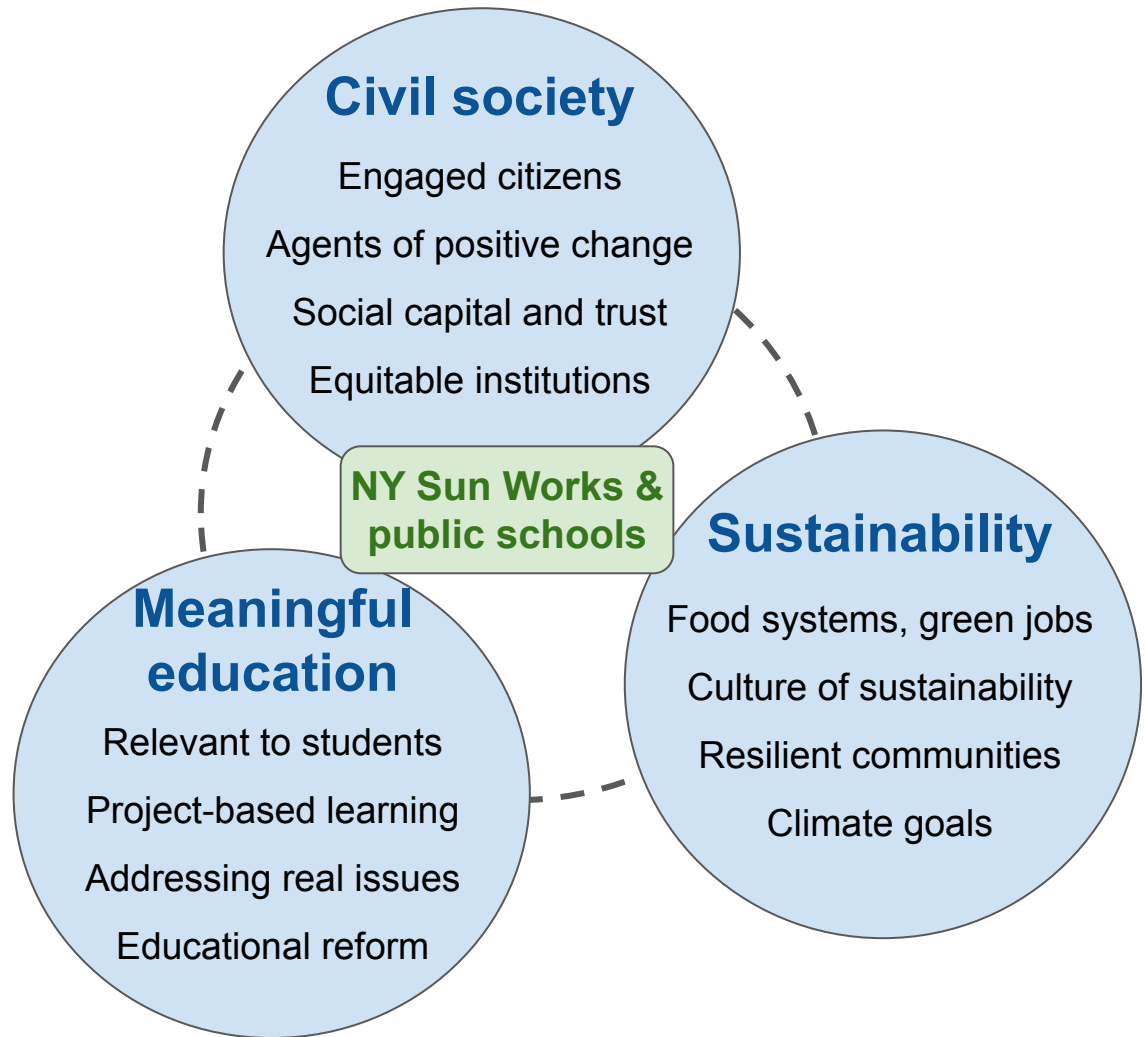 Civil society
Engaged citizens
Agents of positive change
Social capital and trust
Equitable institutions
NY Sun Works &
public schools
Sustainability
Food systems, green jobs
Culture of sustainability
Resilient communities
Climate goals
Meaningful
education
Relevant to students
Project-based learning
Addressing real issues
Educational reform